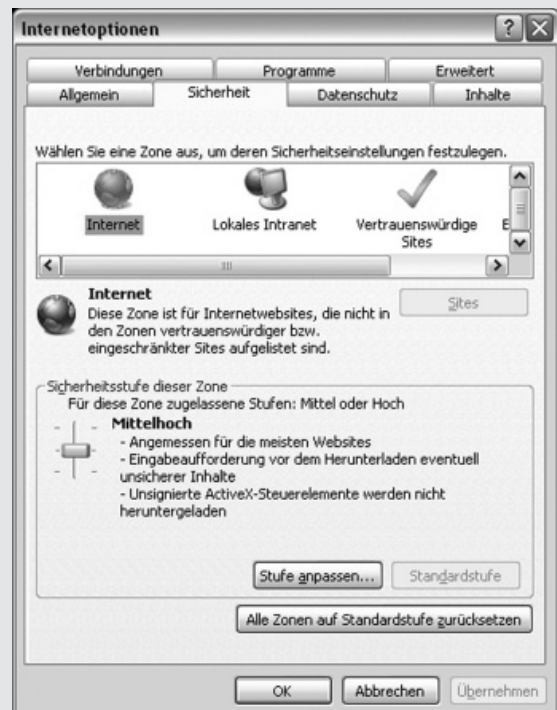 Internetoptionen
Verbindungen Programme Erweitert
Allgemein Sicherheit Datenschutz Inhalte
Wählen Sie eine Zone aus, um deren Sicherheitseinstellungen festzulegen.
Internet Lokales Intranet Vertrauenswürdige E
Sites
Internet
Sites
Diese Zone ist für Internetwebsites, die nicht in
den Zonen vertrauenswürdiger bzw.
eingeschränkter Sites aufgelistet sind.
Sicherheitsstufe dieser Zone
Für diese Zone zugelassene Stufen: Mittel oder Hoch
Mittelhoch
- Angemessen für die meisten Websites
- Eingabeaufforderung vor dem Herunterladen eventuell
unsicherer Inhalte
- Unsignierte ActiveX-Steuerelemente werden nicht
heruntergeladen
Stufe anpassen... Standardstufe
Alle Zonen auf Standardstufe zurücksetzen
OK Abbrechen Übernehmen